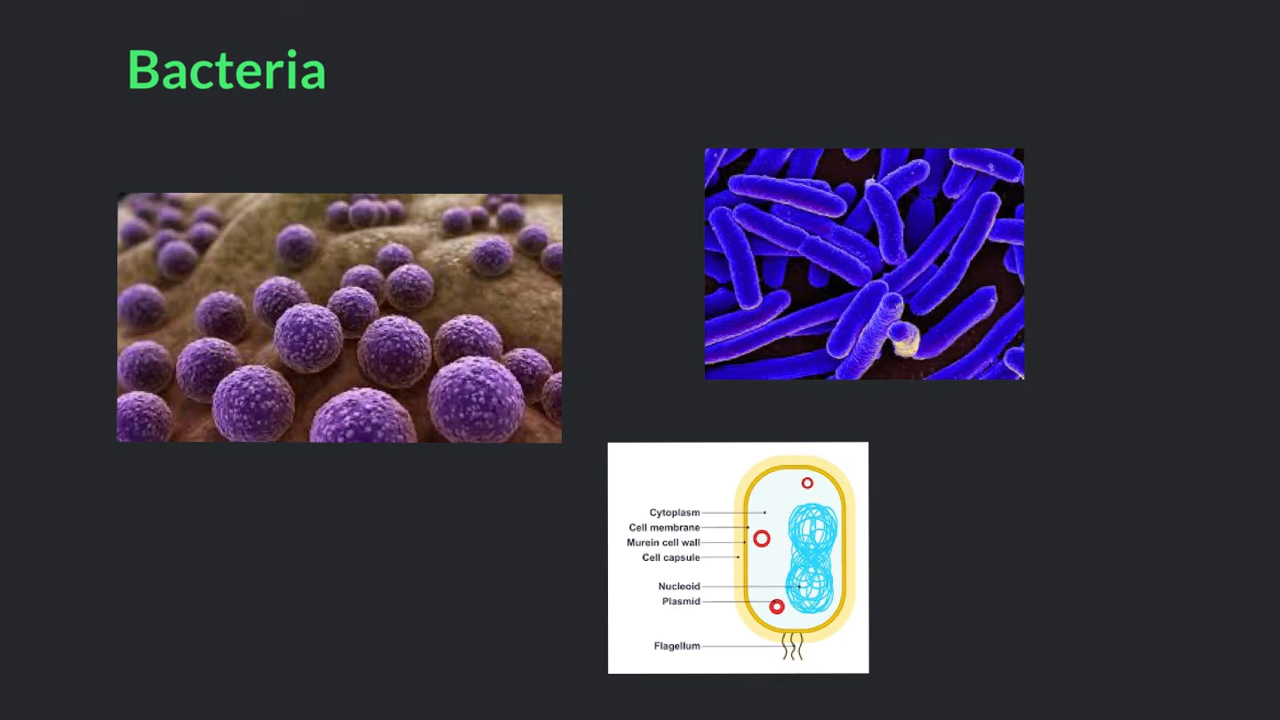 Bacteria
Cytoplasm
Cell membrane
Murein cell wall
Cell capsule
Nucleoid
Plasmid
Flagellum